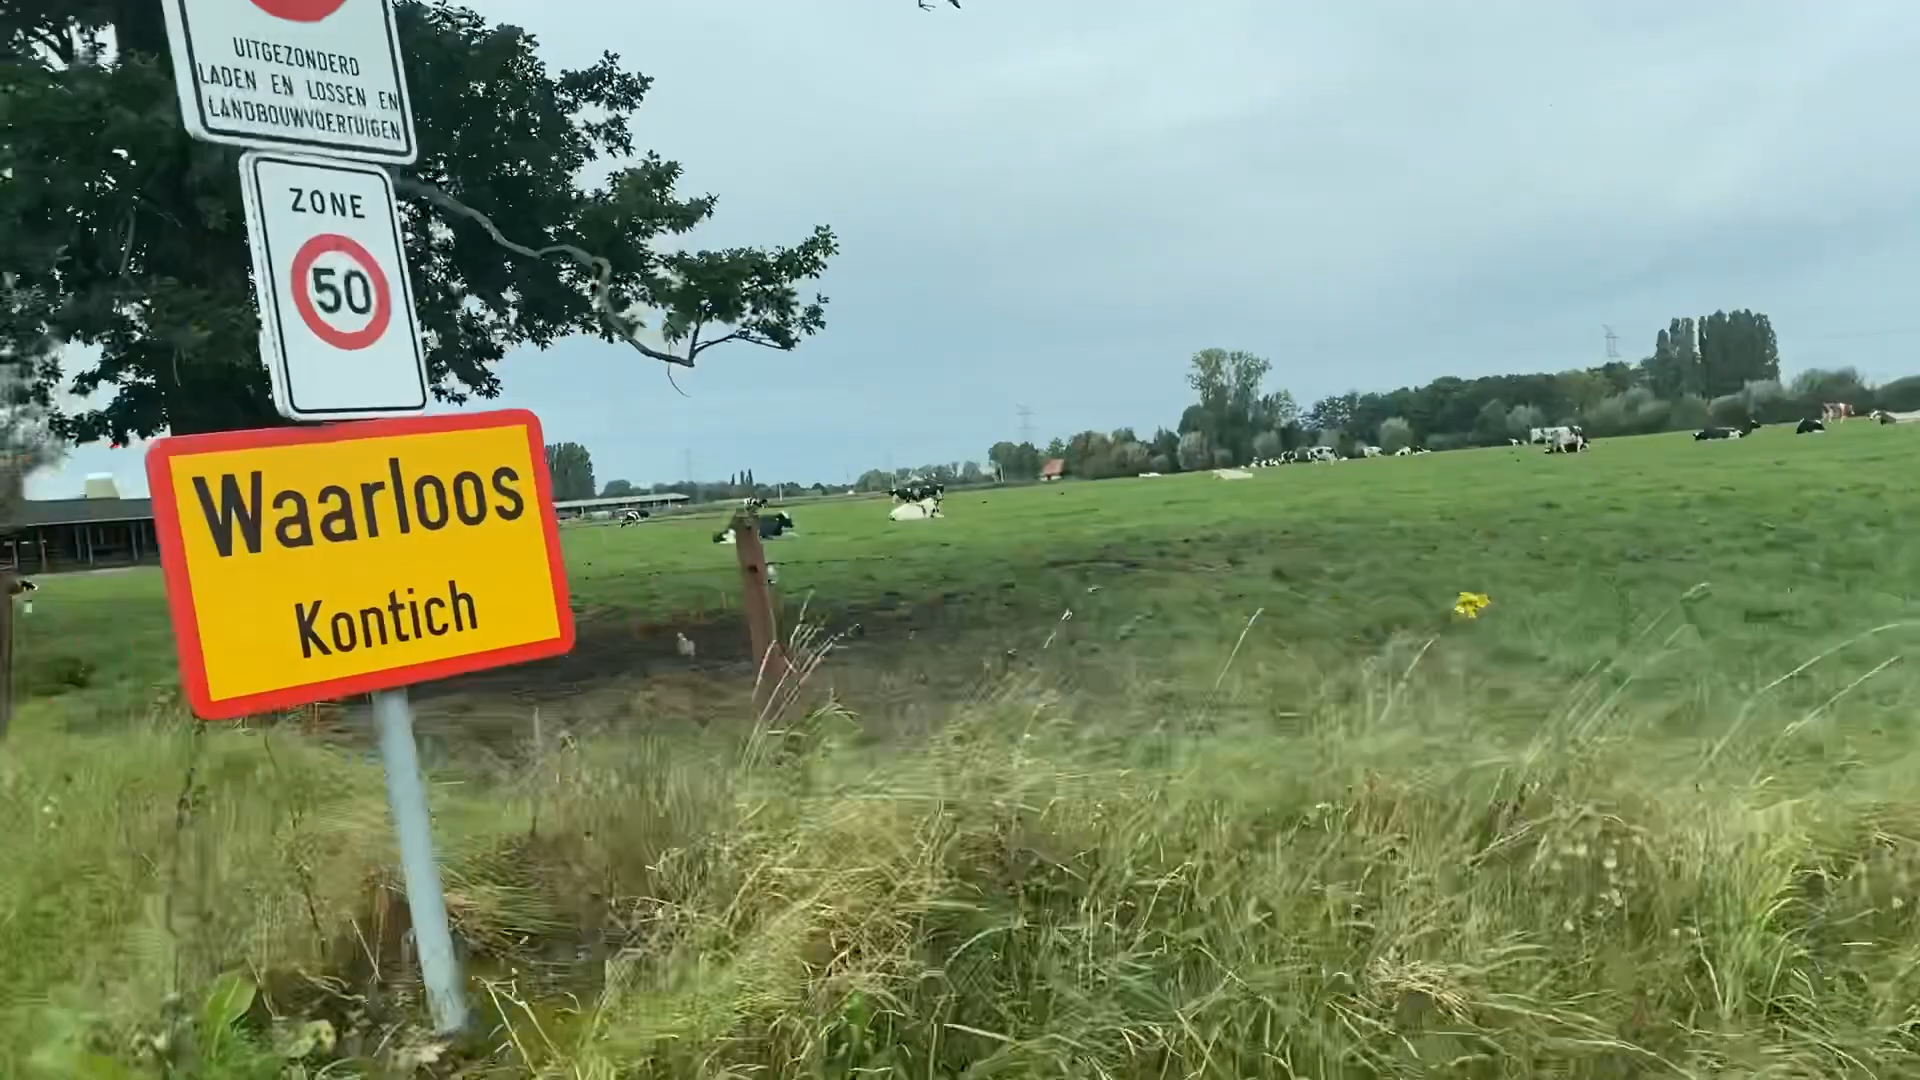 UITGEZONDERD
LADEN EN LOSSEN EN
LANDBOUWVOERTUIGEN
ZONE
50
Waarloos
Kontich